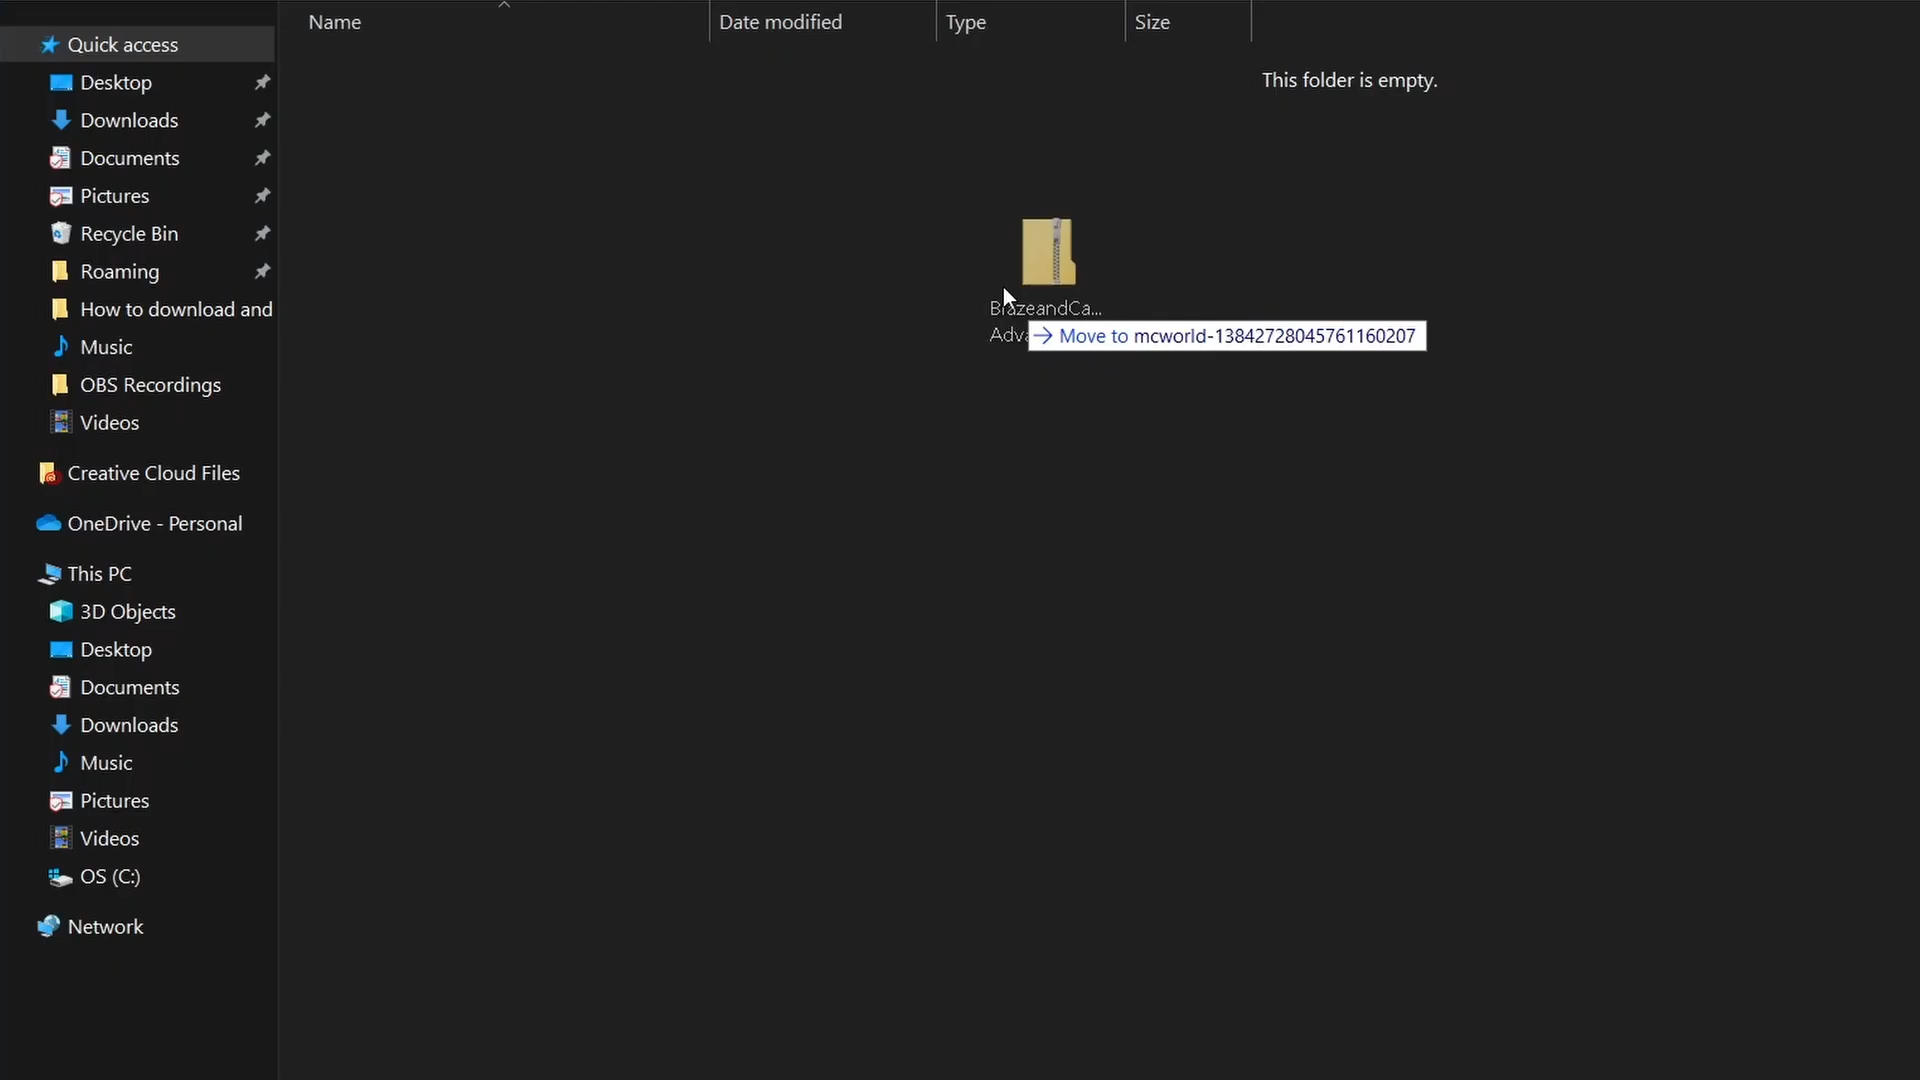 Name
Date modified
Type
Size
This folder is empty.
Quick access
Desktop
Downloads
Documents
Pictures
Recycle Bin
Roaming
How to download and
Music
OBS Recordings
Videos
Creative Cloud Files
OneDrive - Personal
This PC
3D Objects
Desktop
Documents
Downloads
Music
Pictures
Videos
OS (C:)
Network
BlazeandCa...
Adva
Move to mcworld-13842728045761160207